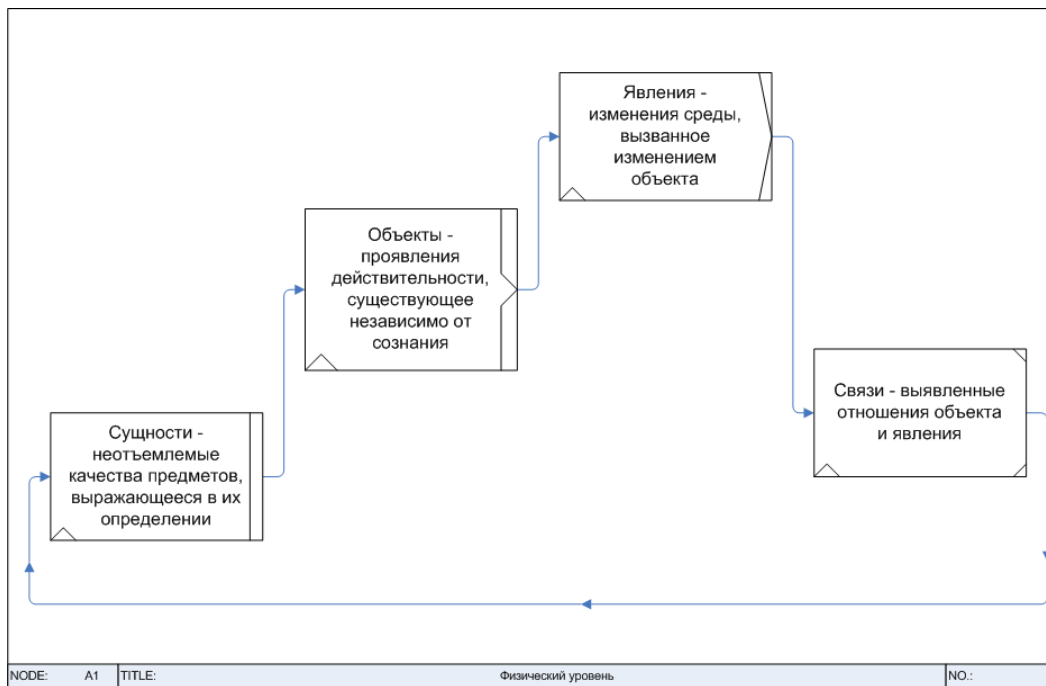 Явления -
изменения среды,
вызванное
изменением
объекта
Объекты -
проявления
действительности,
существующее
независимо от
сознания
Связи - выявленные
отношения объекта
и явления
Сущности -
неотъемлемые
качества предметов,
выражающееся в их
определении
NODE: A1 TITLE: Физический уровень NO.: